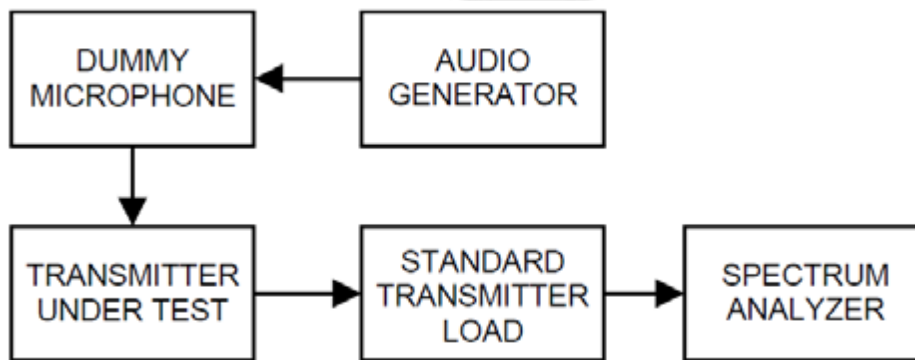 DUMMY
MICROPHONE
AUDIO
GENERATOR
TRANSMITTER
UNDER TEST
STANDARD
TRANSMITTER
LOAD
SPECTRUM
ANALYZER